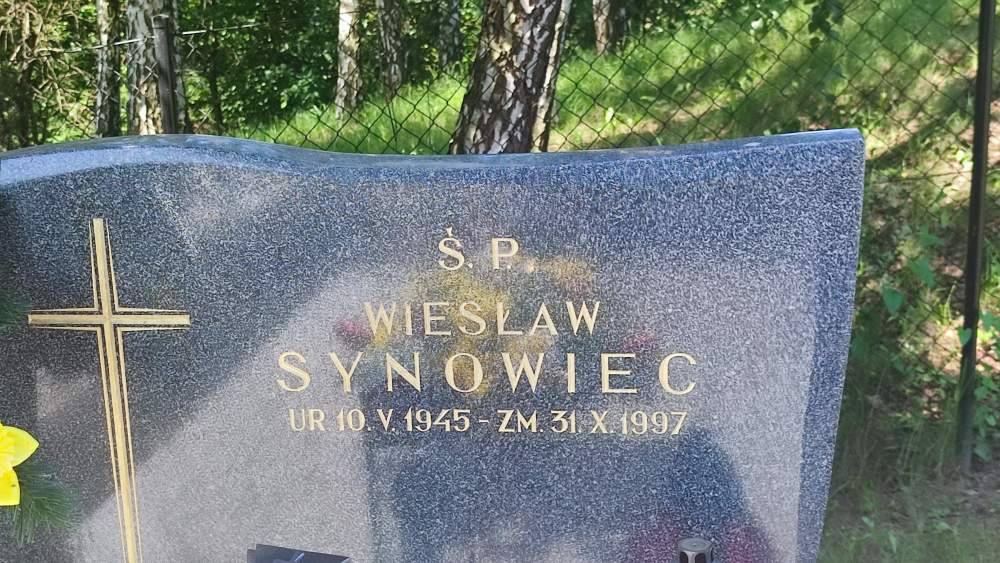 Ś. P.
WIESŁAW
SYNOWIEC
UR 10. V. 1945 - ZM. 31 X. 1997